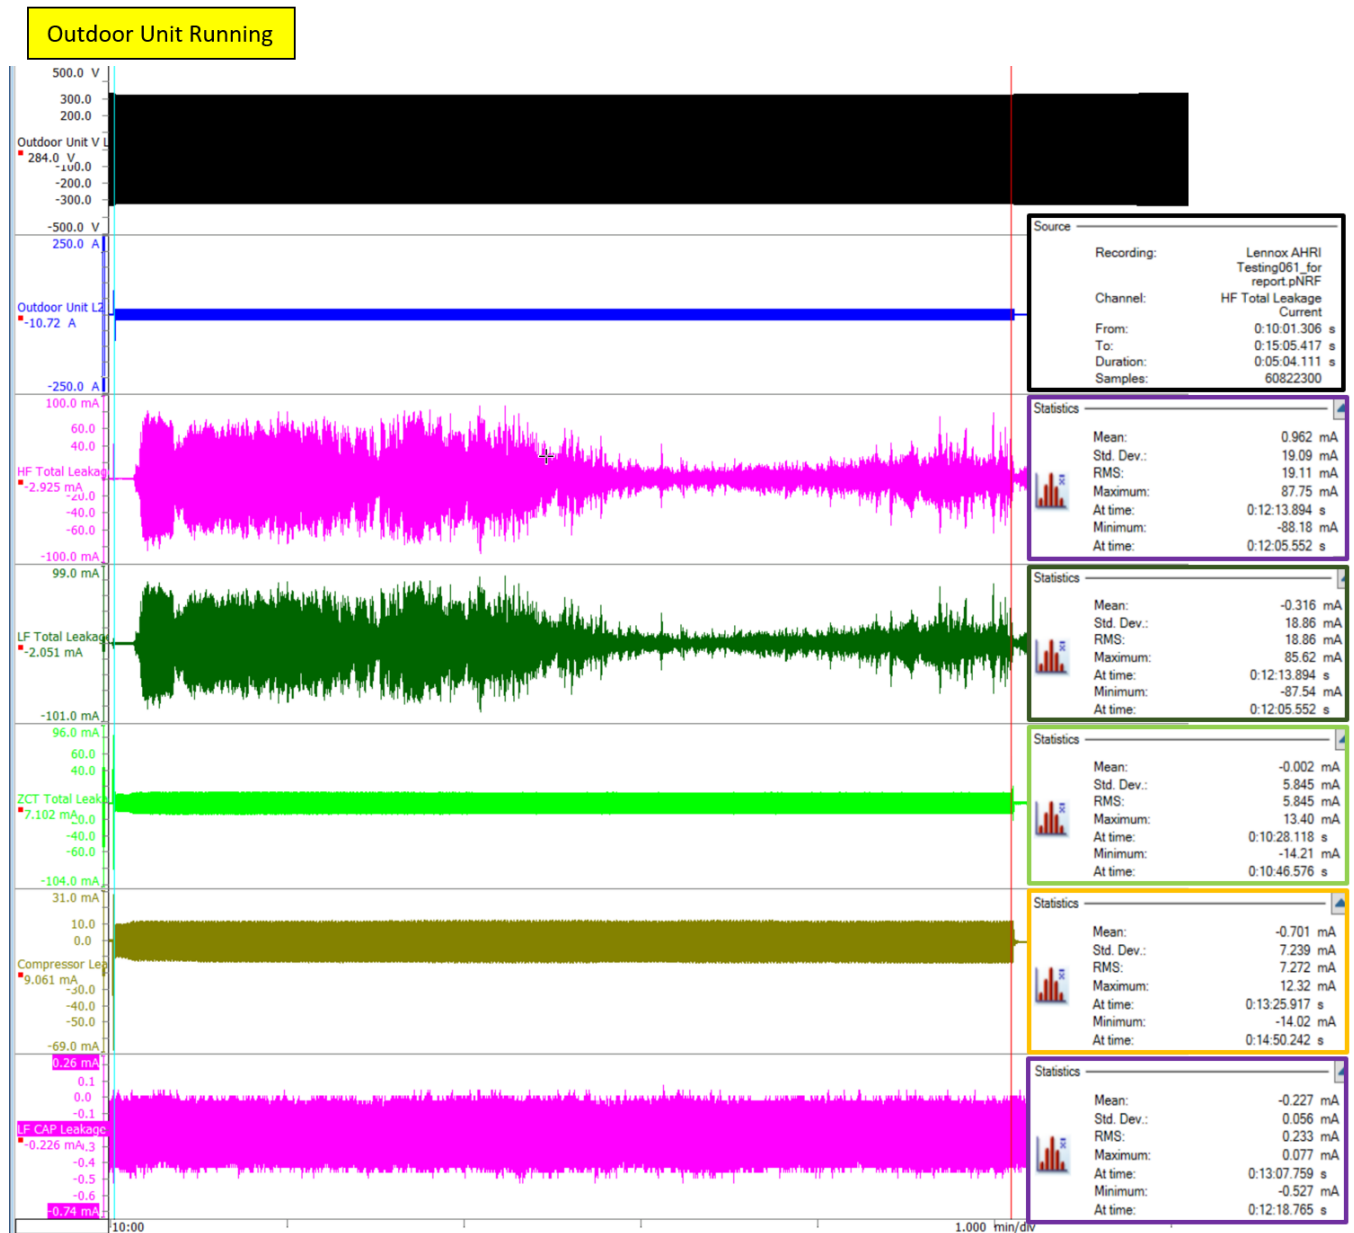 Outdoor Unit Running
500.0 V
300.0
200.0
Outdoor Unit V L
284.0 V
-100.0
-200.0
-300.0
-500.0 V
250.0 A
Outdoor Unit L2
-10.72 A
-250.0 A
Source
Recording: Lennox AHRI
Testing061_for
report.pNRF
Channel: HF Total Leakage
Current
From: 0:10:01.306 s
To: 0:15:05.417 s
Duration: 0:05:04.111 s
Samples: 60822300
100.0 mA
60.0
40.0
HF Total Leakag
-2.925 mA
-20.0
-40.0
-60.0
-100.0 mA
Statistics
Mean: 0.962 mA
Std. Dev.: 19.09 mA
RMS: 19.11 mA
Maximum: 87.75 mA
At time: 0:12:13.894 s
Minimum: -88.18 mA
At time: 0:12:05.552 s
99.0 mA
LF Total Leakage
-2.051 mA
-101.0 mA
Statistics
Mean: -0.316 mA
Std. Dev.: 18.86 mA
RMS: 18.86 mA
Maximum: 85.62 mA
At time: 0:12:13.894 s
Minimum: -87.54 mA
At time: 0:12:05.552 s
96.0 mA
60.0
40.0
ZCT Total Leak
7.102 mA
-20.0
-40.0
-60.0
-104.0 mA
Statistics
Mean: -0.002 mA
Std. Dev.: 5.845 mA
RMS: 5.845 mA
Maximum: 13.40 mA
At time: 0:10:28.118 s
Minimum: -14.21 mA
At time: 0:10:46.576 s
31.0 mA
10.0
0.0
Compressor Lea
9.061 mA
-30.0
-40.0
-50.0
-69.0 mA
Statistics
Mean: -0.701 mA
Std. Dev.: 7.239 mA
RMS: 7.272 mA
Maximum: 12.32 mA
At time: 0:13:25.917 s
Minimum: -14.02 mA
At time: 0:14:50.242 s
0.26 mA
0.1
0.0
-0.1
LF CAP Leakage
-0.226 mA
-0.4
-0.5
-0.6
-0.74 mA
Statistics
Mean: -0.227 mA
Std. Dev.: 0.056 mA
RMS: 0.233 mA
Maximum: 0.077 mA
At time: 0:13:07.759 s
Minimum: -0.527 mA
At time: 0:12:18.765 s
10:00
1.000 min/div